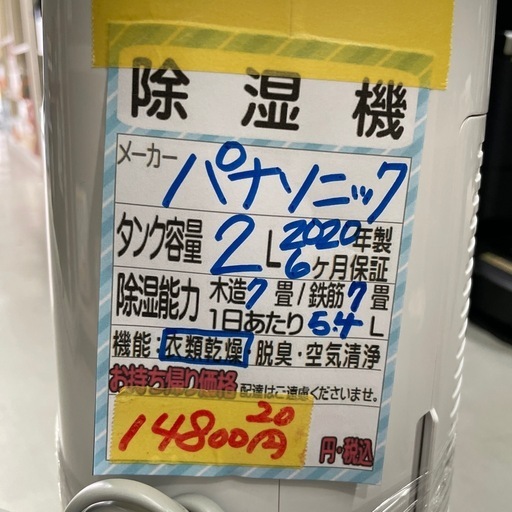 除湿機
メーカー パナソニック
タンク容量 2L 2020年製
6ヶ月保証
除湿能力 木造7畳/鉄筋7畳
1日あたり5.4L
機能:衣類乾燥・脱臭・空気清浄
お持ち帰り価格 配達はご遠慮くださいませ。
14800円 20
円・税込